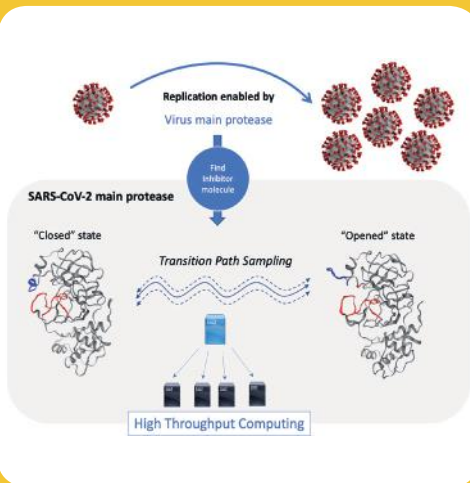 Replication enabled by
Virus main protease
Find
Inhibitor
molecule
SARS-CoV-2 main protease
"Closed" state
"Opened" state
Transition Path Sampling
High Throughput Computing